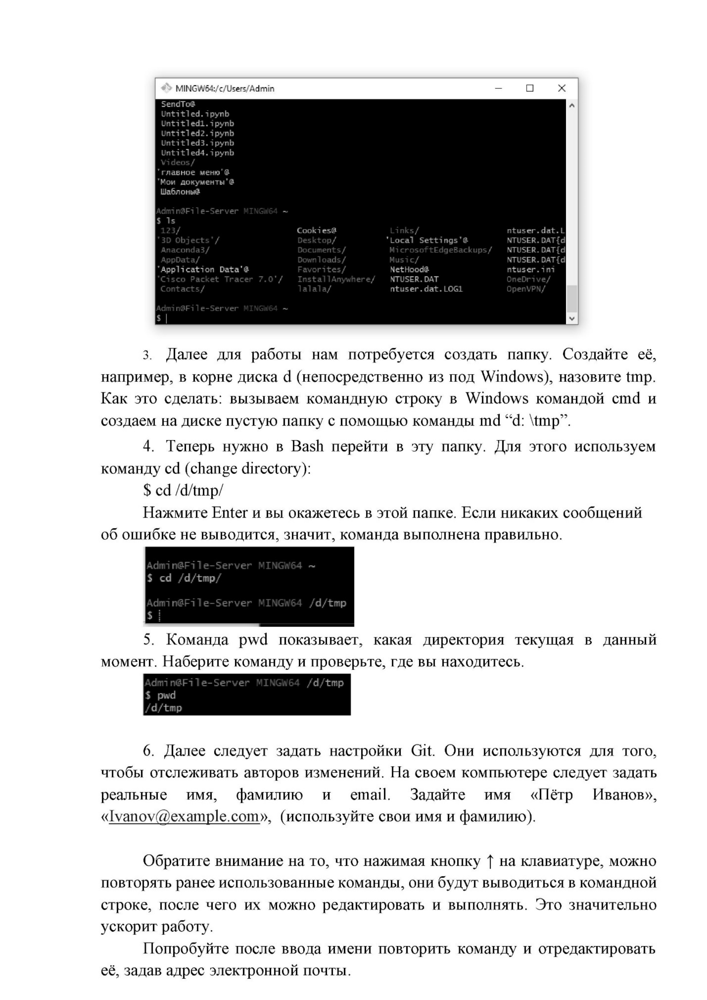 MINGW64:/c/Users/Admin
SendTo@
Untitled.ipynb
Untitled1.ipynb
Untitled2.ipynb
Untitled3.ipynb
Untitled4.ipynb
Videos/
'главное меню'@
'Мои документы'@
Шаблоны@
Admin@File-Server MINGW64 ~
$ ls
123/ Cookies@ Links/ ntuser.dat.L
'3D Objects'/ Desktop/ 'Local Settings'@ NTUSER.DAT{d
Anaconda3/ Documents/ MicrosoftEdgeBackups/ NTUSER.DAT{d
AppData/ Downloads/ Music/ NTUSER.DAT{d
'Application Data'@ Favorites/ NetHood@ ntuser.ini
'Cisco Packet Tracer 7.0'/ InstallAnywhere/ NTUSER.DAT OneDrive/
Contacts/ lalala/ ntuser.dat.LOG1 OpenVPN/
Admin@File-Server MINGW64 ~
$
3. Далее для работы нам потребуется создать папку. Создайте её,
например, в корне диска d (непосредственно из под Windows), назовите tmp.
Как это сделать: вызываем командную строку в Windows командой cmd и
создаем на диске пустую папку с помощью команды md “d: \tmp”.
4. Теперь нужно в Bash перейти в эту папку. Для этого используем
команду cd (change directory):
$ cd /d/tmp/
Нажмите Enter и вы окажетесь в этой папке. Если никаких сообщений
об ошибке не выводится, значит, команда выполнена правильно.
Admin@File-Server MINGW64 ~
$ cd /d/tmp/
Admin@File-Server MINGW64 /d/tmp
$
5. Команда pwd показывает, какая директория текущая в данный
момент. Наберите команду и проверьте, где вы находитесь.
Admin@File-Server MINGW64 /d/tmp
$ pwd
/d/tmp
6. Далее следует задать настройки Git. Они используются для того,
чтобы отслеживать авторов изменений. На своем компьютере следует задать
реальные имя, фамилию и email. Задайте имя «Пётр Иванов»,
«Ivanov@example.com», (используйте свои имя и фамилию).
Обратите внимание на то, что нажимая кнопку ↑ на клавиатуре, можно
повторять ранее использованные команды, они будут выводиться в командной
строке, после чего их можно редактировать и выполнять. Это значительно
ускорит работу.
Попробуйте после ввода имени повторить команду и отредактировать
её, задав адрес электронной почты.